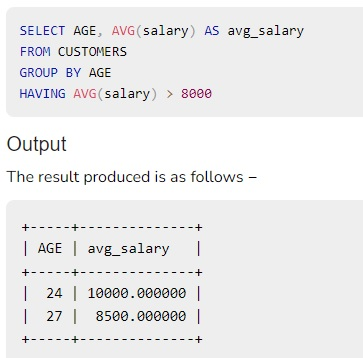 SELECT AGE, AVG(salary) AS avg_salary
FROM CUSTOMERS
GROUP BY AGE
HAVING AVG(salary) > 8000
Output
The result produced is as follows –
+-----+--------------+
| AGE | avg_salary   |
+-----+--------------+
|  24 | 10000.000000 |
|  27 |  8500.000000 |
+-----+--------------+